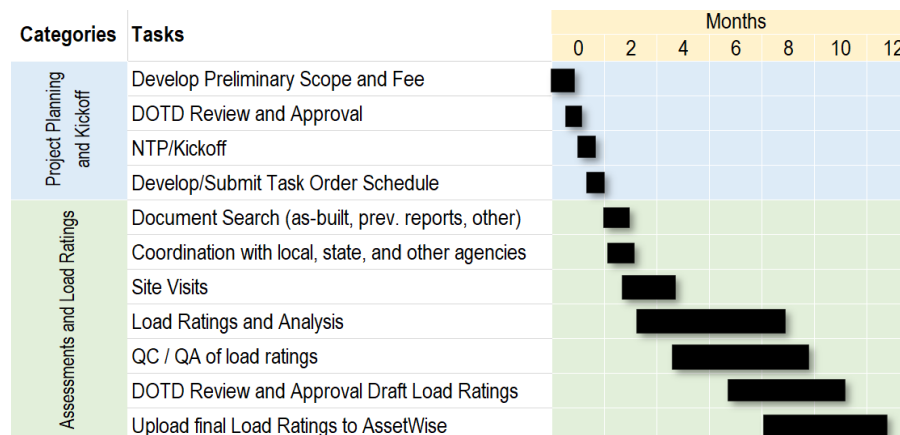 Months
Categories Tasks
0 2 4 6 8 10 12
Project Planning
and Kickoff
Develop Preliminary Scope and Fee
DOTD Review and Approval
NTP/Kickoff
Develop/Submit Task Order Schedule
Assessments and Load Ratings
Document Search (as-built, prev. reports, other)
Coordination with local, state, and other agencies
Site Visits
Load Ratings and Analysis
QC / QA of load ratings
DOTD Review and Approval Draft Load Ratings
Upload final Load Ratings to AssetWise